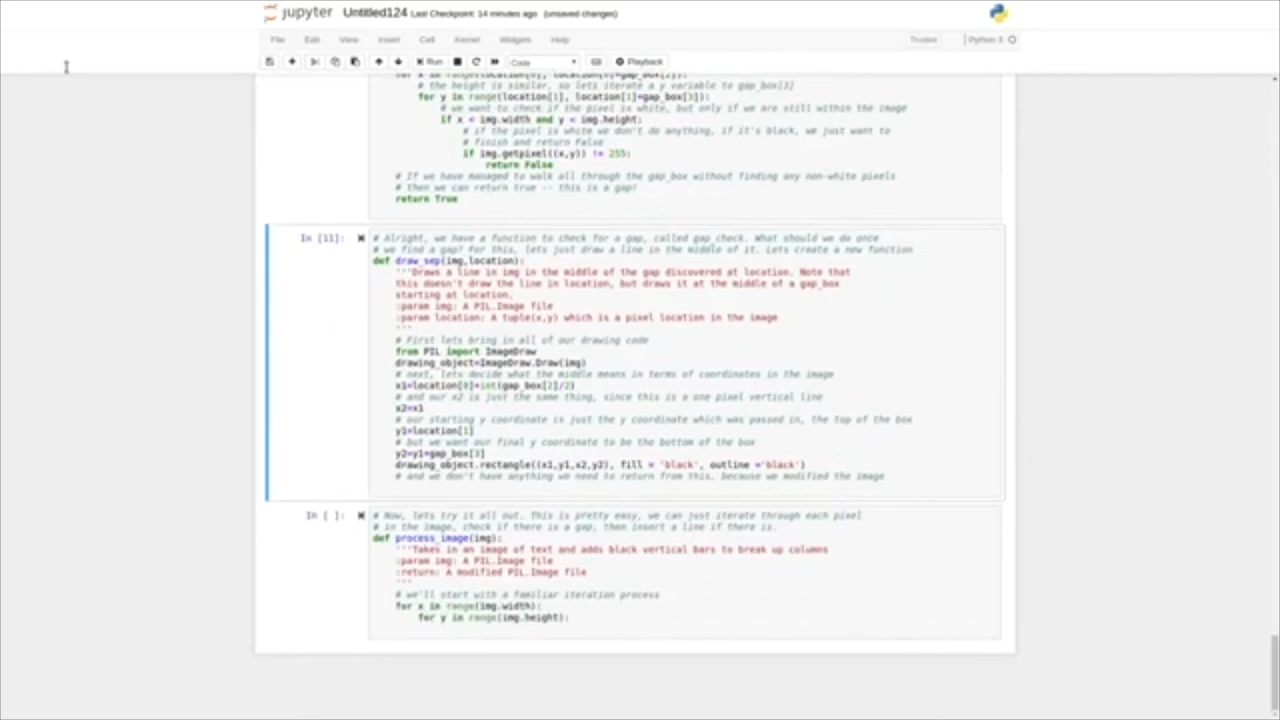 jupyter Untitled124 Last Checkpoint: 14 minutes ago (unsaved changes)
File Edit View Insert Cell Kernel Widgets Help Trusted Python 3
Run Code Playback
for x in range(location[0], location[0]+gap_box[2]):
# the height is similar, so lets iterate a y variable to gap_box[3]
for y in range(location[1], location[1]+gap_box[3]):
# we want to check if the pixel is white, but only if we are still within the image
if x < img.width and y < img.height:
# if the pixel is white we don't do anything, if it's black, we just want to
# finish and return False
if img.getpixel((x,y)) != 255:
return False
# If we have managed to walk all through the gap_box without finding any non-white pixels
# then we can return true -- this is a gap!
return True
In [11]:
# Alright, we have a function to check for a gap, called gap_check. What should we do once
# we find a gap? For this, lets just draw a line in the middle of it. Lets create a new function
def draw_sep(img,location):
'''Draws a line in img in the middle of the gap discovered at location. Note that
this doesn't draw the line in location, but draws it at the middle of a gap_box
starting at location.
:param img: A PIL.Image file
:param location: A tuple(x,y) which is a pixel location in the image
'''
# First lets bring in all of our drawing code
from PIL import ImageDraw
drawing_object=ImageDraw.Draw(img)
# next, lets decide what the middle means in terms of coordinates in the image
x1=location[0]+int(gap_box[2]/2)
# and our x2 is just the same thing, since this is a one pixel vertical line
x2=x1
# our starting y coordinate is just the y coordinate which was passed in, the top of the box
y1=location[1]
# but we want our final y coordinate to be the bottom of the box
y2=y1+gap_box[3]
drawing_object.rectangle((x1,y1,x2,y2), fill = 'black', outline ='black')
# and we don't have anything we need to return from this, because we modified the image
In [ ]:
# Now, lets try it all out. This is pretty easy, we can just iterate through each pixel
# in the image, check if there is a gap, then insert a line if there is.
def process_image(img):
'''Takes in an image of text and adds black vertical bars to break up columns
:param img: A PIL.Image file
:return: A modified PIL.Image file
'''
# we'll start with a familiar iteration process
for x in range(img.width):
for y in range(img.height):